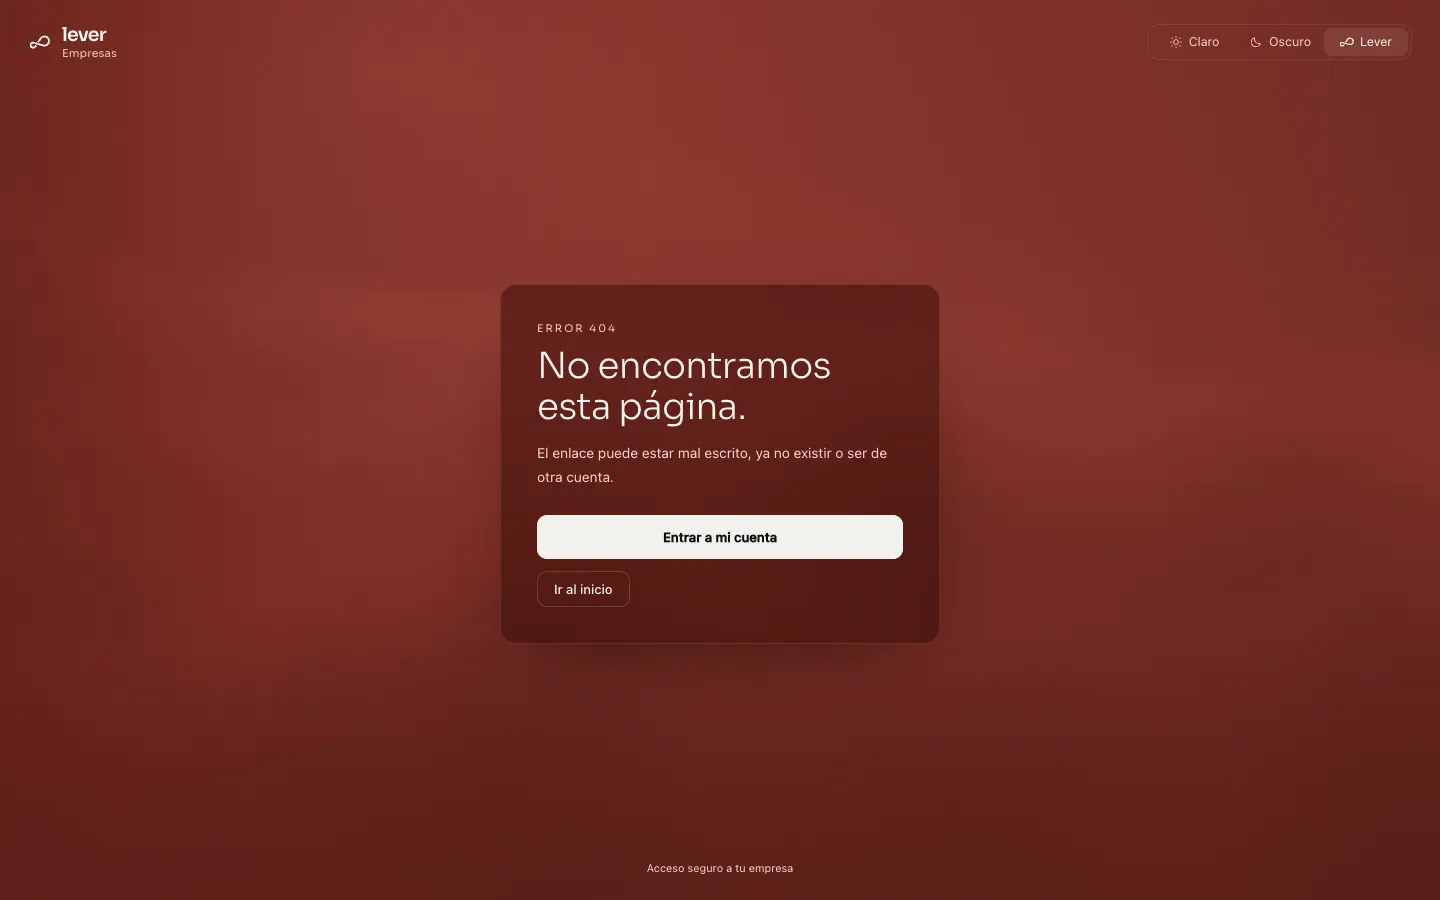 lever
Empresas
Claro
Oscuro
Lever
ERROR 404
No encontramos
esta página.
El enlace puede estar mal escrito, ya no existir o ser de
otra cuenta.
Entrar a mi cuenta
Ir al inicio
Acceso seguro a tu empresa